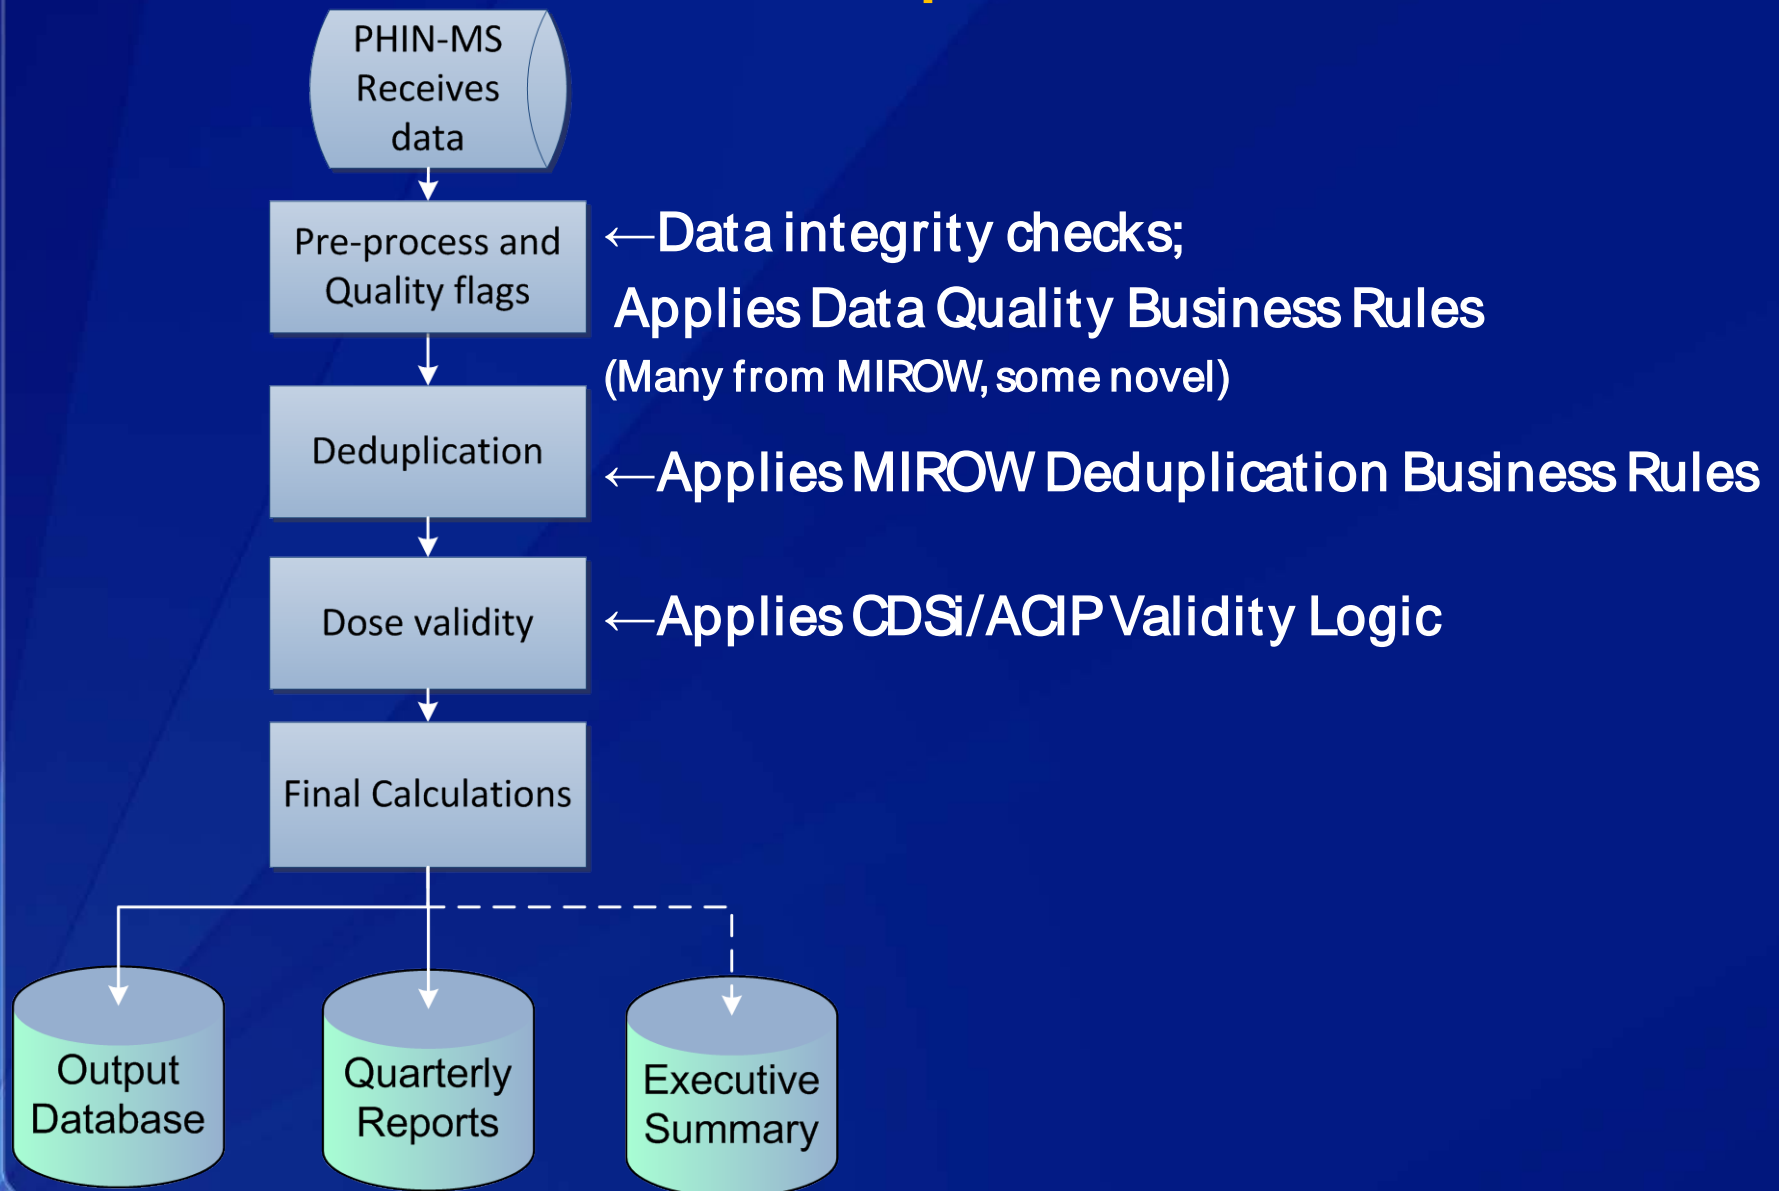 PHIN-MS
Receives
data
Pre-process and
Quality flags
←Data integrity checks;
Applies Data Quality Business Rules
(Many from MIROW, some novel)
Deduplication
←Applies MIROW Deduplication Business Rules
Dose validity
←Applies CDSi/ACIP Validity Logic
Final Calculations
Output
Database
Quarterly
Reports
Executive
Summary